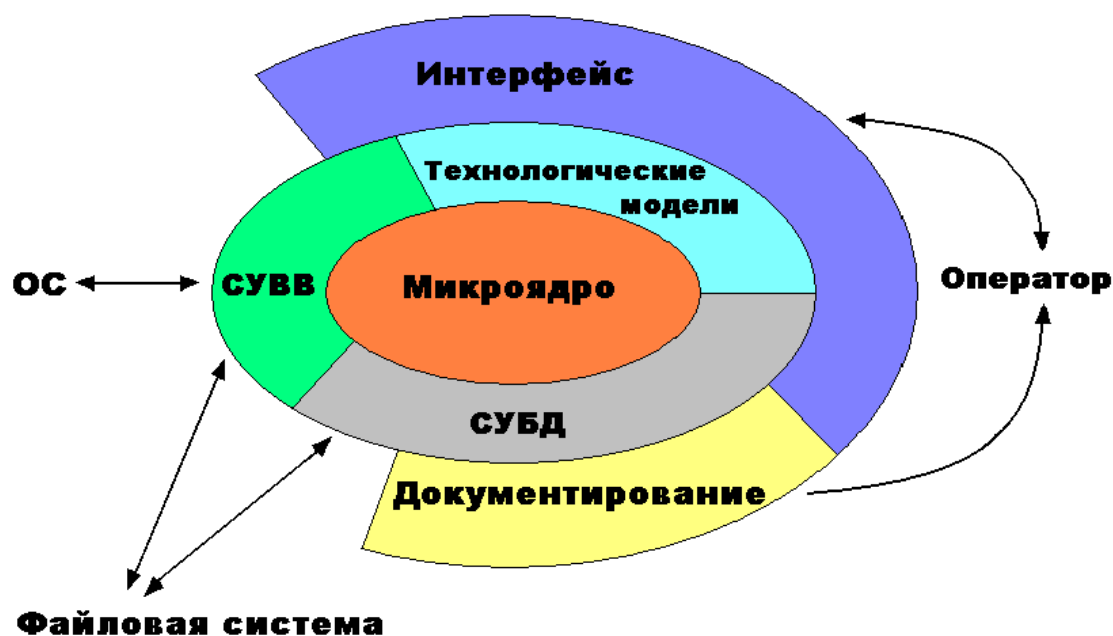 Интерфейс
Технологические
модели
ОС
СУВВ
Микроядро
Оператор
СУБД
Документирование
Файловая система